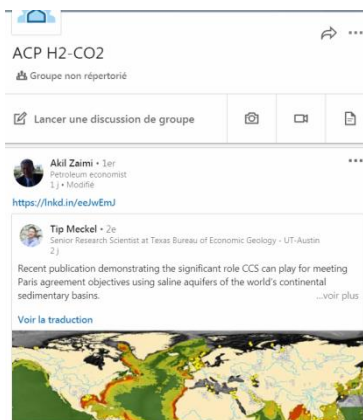 ACP H2-CO2
Groupe non répertorié
Lancer une discussion de groupe
Akil Zaimi • 1er
Petroleum economist
1 j • Modifié
https://lnkd.in/eeJwEmJ
Tip Meckel • 2e
Senior Research Scientist at Texas Bureau of Economic Geology - UT-Austin
2 j
Recent publication demonstrating the significant role CCS can play for meeting
Paris agreement objectives using saline aquifers of the world's continental
sedimentary basins. ...voir plus
Voir la traduction